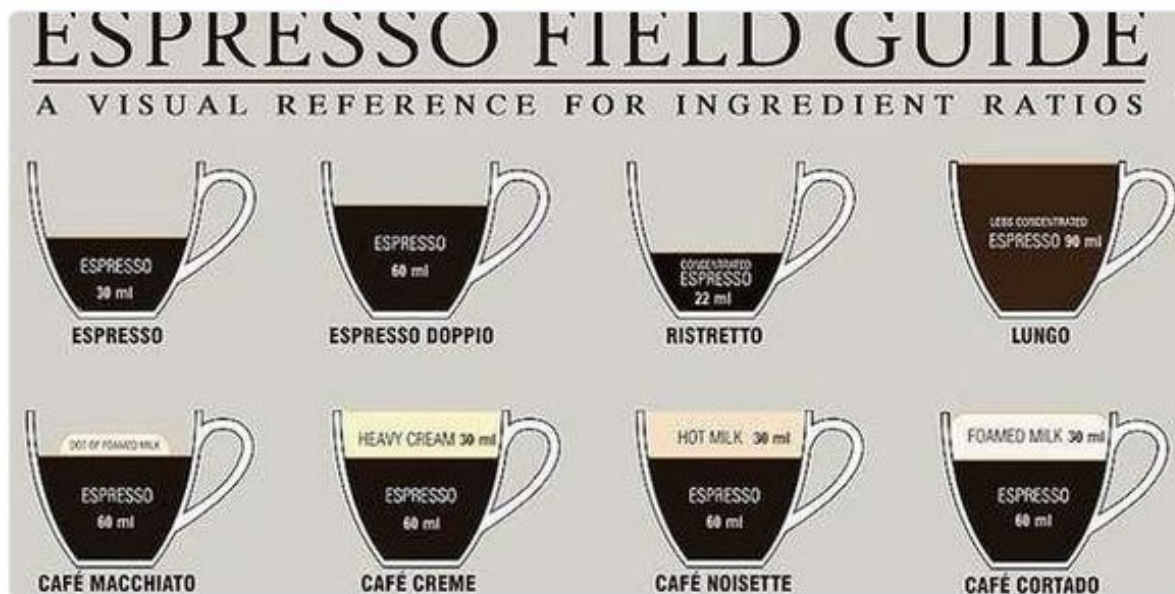 ESPRESSO FIELD GUIDE
A VISUAL REFERENCE FOR INGREDIENT RATIOS
ESPRESSO
30 ml
ESPRESSO
ESPRESSO
60 ml
ESPRESSO DOPPIO
CONCENTRATED
ESPRESSO
22 ml
RISTRETTO
LESS CONCENTRATED
ESPRESSO 90 ml
LUNGO
DOT OF FOAMED MILK
ESPRESSO
60 ml
CAFÉ MACCHIATO
HEAVY CREAM 30 ml
ESPRESSO
60 ml
CAFÉ CREME
HOT MILK 30 ml
ESPRESSO
60 ml
CAFÉ NOISETTE
FOAMED MILK 30 ml
ESPRESSO
60 ml
CAFÉ CORTADO